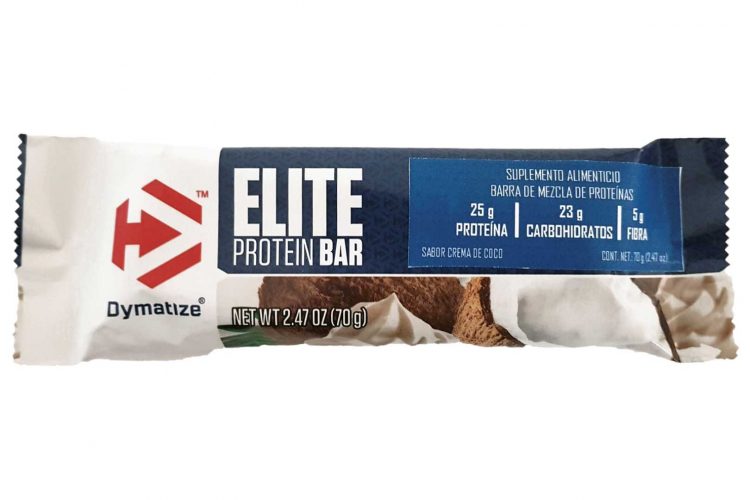 Dymatize®
ELITE
PROTEIN BAR
NET WT 2.47 OZ (70 g)
SUPLEMENTO ALIMENTICIO
BARRA DE MEZCLA DE PROTEÍNAS
25 g PROTEÍNA
23 g CARBOHIDRATOS
5 g FIBRA
SABOR CREMA DE COCO
CONT. NET.: 70 g (2.47 oz)
TM